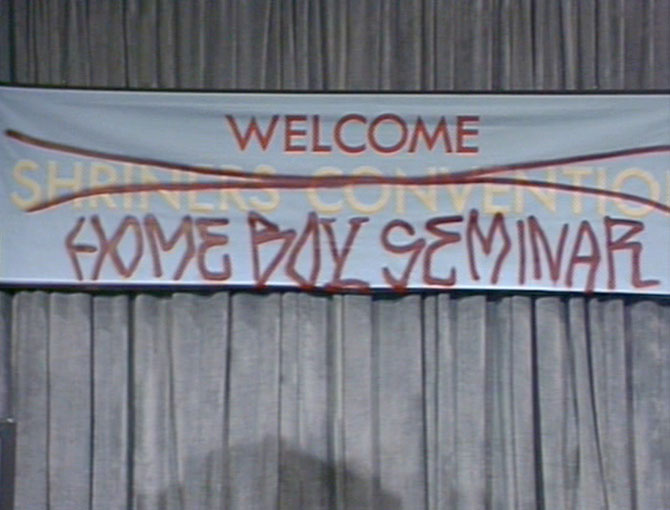 WELCOME
SHRINERS CONVENTIO
HOME BOY SEMINAR